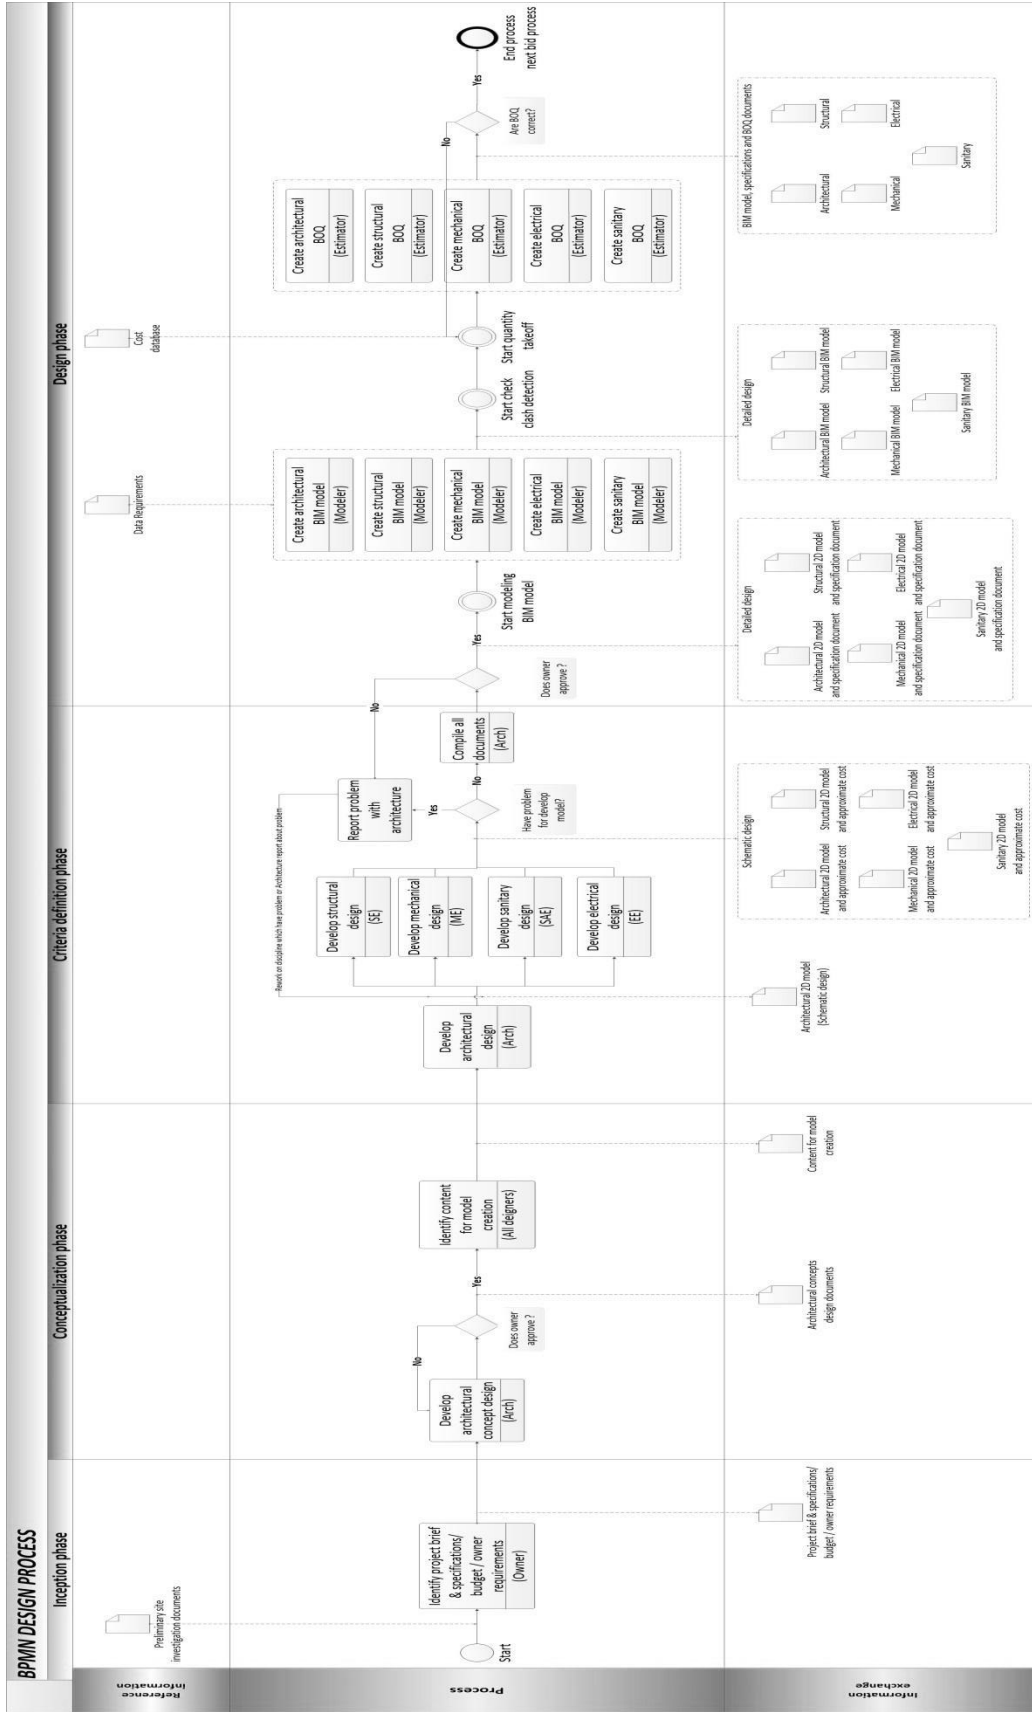 BPMN DESIGN PROCESS
Inception phase
Conceptualization phase
Criteria definition phase
Design phase
Reference
information
Preliminary site
investigation documents
Data Requirements
Cost
database
Process
Start
Identify project brief
& specifications/
budget / owner
requirements
(Owner)
Develop
architectural
concept design
(Arch)
No
Does owner
approve ?
Yes
Identify content
for model
creation
(All deigners)
Develop
architectural
design
(Arch)
Rework on discipline which have problem or Architecture report about problem
Develop structural
design
(SE)
Develop mechanical
design
(ME)
Develop sanitary
design
(SAE)
Develop electrical
design
(EE)
Report problem
with
architecture
Yes
Have problem
for develop
model?
No
Compile all
documents
(Arch)
No
Does owner
approve ?
Yes
Start modeling
BIM model
Create architectural
BIM model
(Modeler)
Create structural
BIM model
(Modeler)
Create mechanical
BIM model
(Modeler)
Create electrical
BIM model
(Modeler)
Create sanitary
BIM model
(Modeler)
Start check
clash detection
Start quantity
takeoff
Create architectural
BOQ
(Estimator)
Create structural
BOQ
(Estimator)
Create mechanical
BOQ
(Estimator)
Create electrical
BOQ
(Estimator)
Create sanitary
BOQ
(Estimator)
No
Are BOQ
correct?
Yes
End process
next bid process
Information
exchange
Project brief & specifications/
budget / owner requirements
Architectural concepts
design documents
Content for model
creation
Architectural 2D model
(Schematic design)
Schematic design
Architectural 2D model
and approximate cost
Structural 2D model
and approximate cost
Mechanical 2D model
and approximate cost
Electrical 2D model
and approximate cost
Sanitary 2D model
and approximate cost
Detailed design
Architectural 2D model
and specification document
Structural 2D model
and specification document
Mechanical 2D model
and specification document
Electrical 2D model
and specification document
Sanitary 2D model
and specification document
Detailed design
Architectural BIM model
Structural BIM model
Mechanical BIM model
Electrical BIM model
Sanitary BIM model
BIM model, specifications and BOQ documents
Architectural
Structural
Mechanical
Electrical
Sanitary